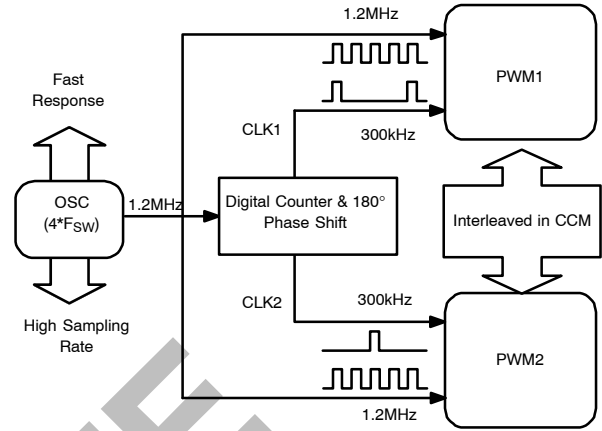 1.2MHz
PWM1
Fast
Response
CLK1
300kHz
OSC
(4*FSW)
1.2MHz
Digital Counter & 180°
Phase Shift
Interleaved in CCM
CLK2
300kHz
High Sampling
Rate
PWM2
1.2MHz